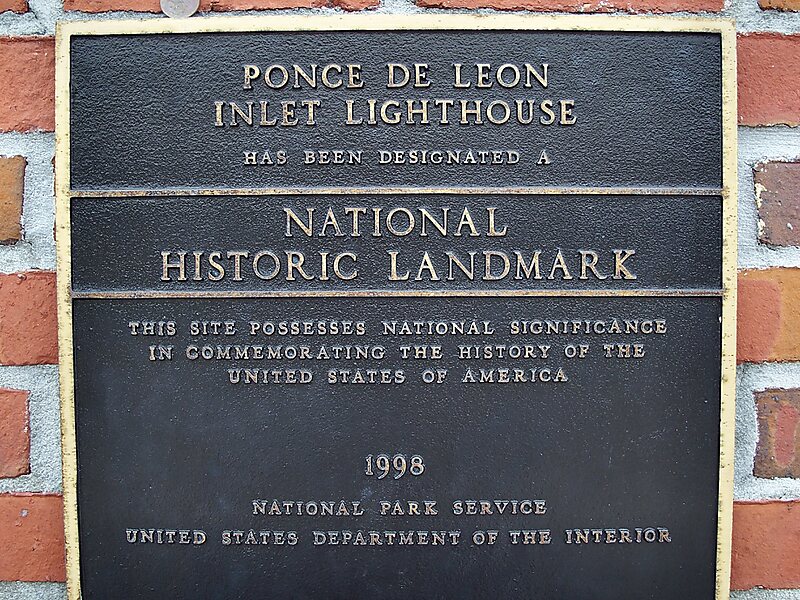 PONCE DE LEON
INLET LIGHTHOUSE
HAS BEEN DESIGNATED A
NATIONAL
HISTORIC LANDMARK
THIS SITE POSSESSES NATIONAL SIGNIFICANCE
IN COMMEMORATING THE HISTORY OF THE
UNITED STATES OF AMERICA
1998
NATIONAL PARK SERVICE
UNITED STATES DEPARTMENT OF THE INTERIOR